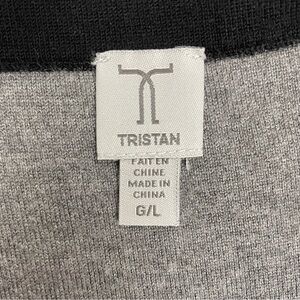 TRISTAN
FAIT EN
CHINE
MADE IN
CHINA
G/L